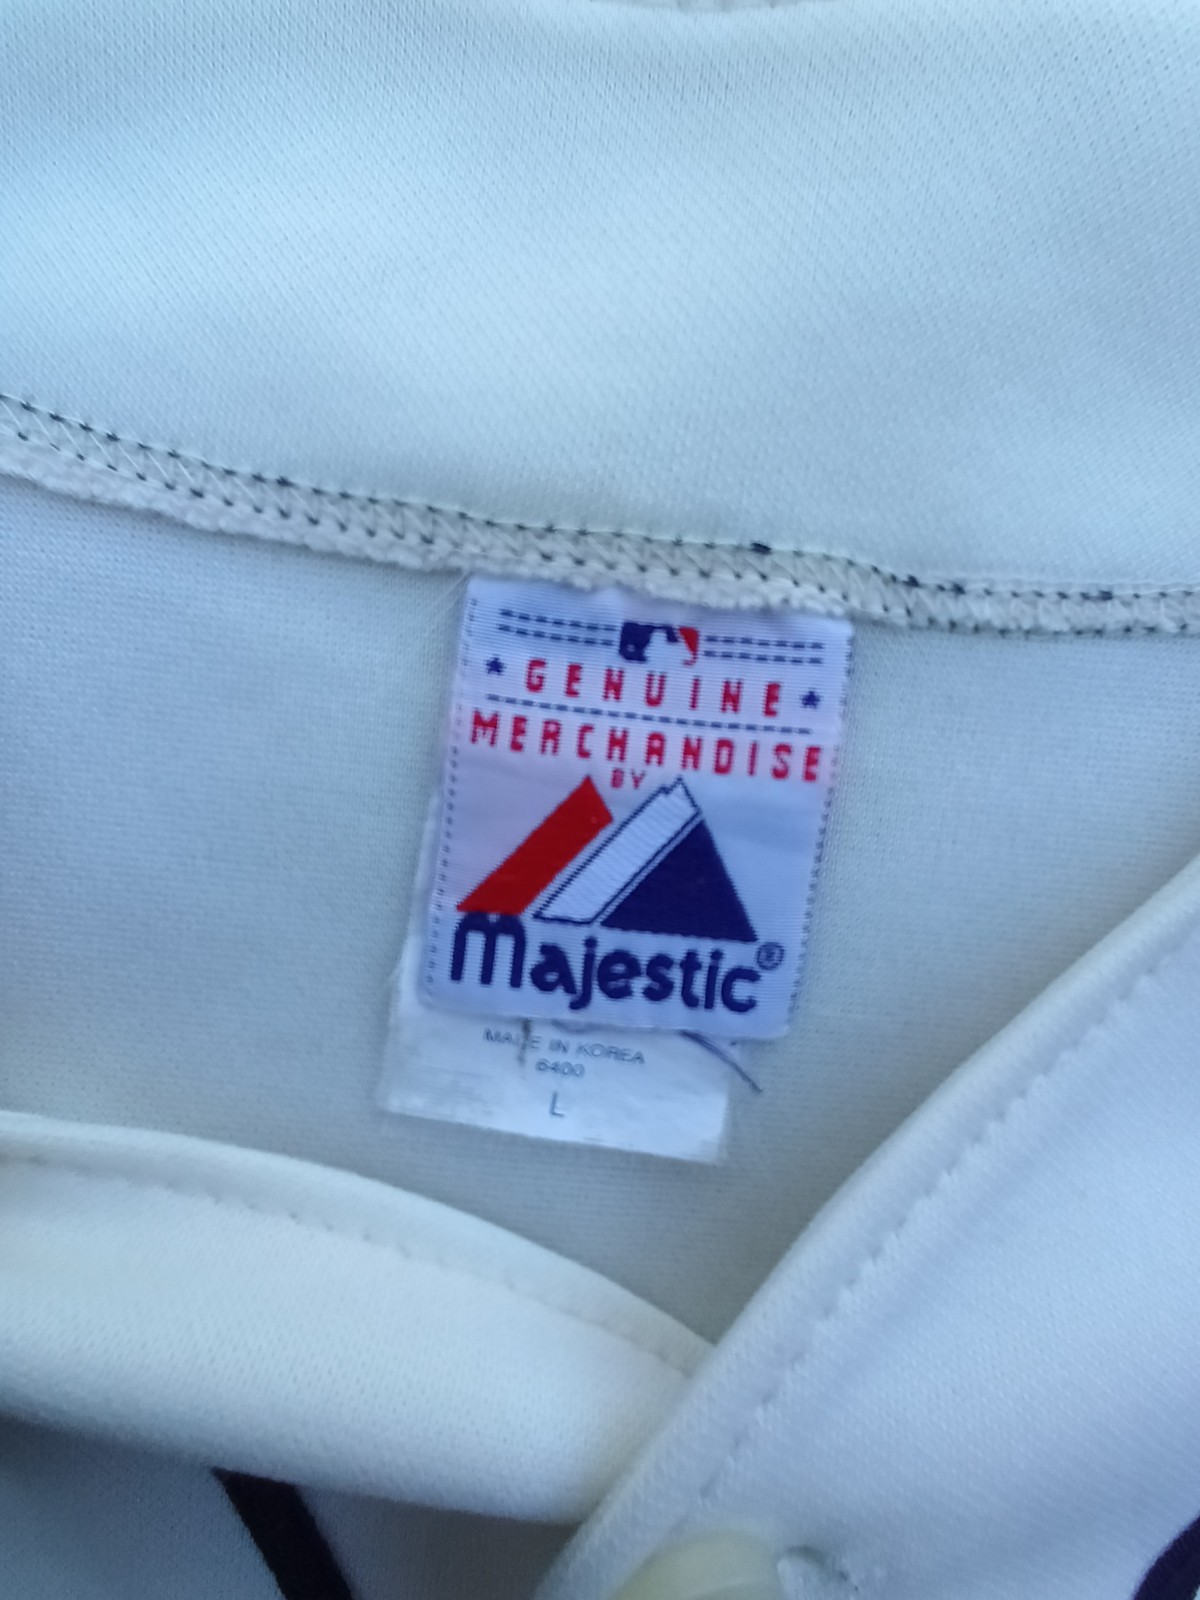 GENUINE
MERCHANDISE
BY
Majestic®
MADE IN KOREA
6400
L